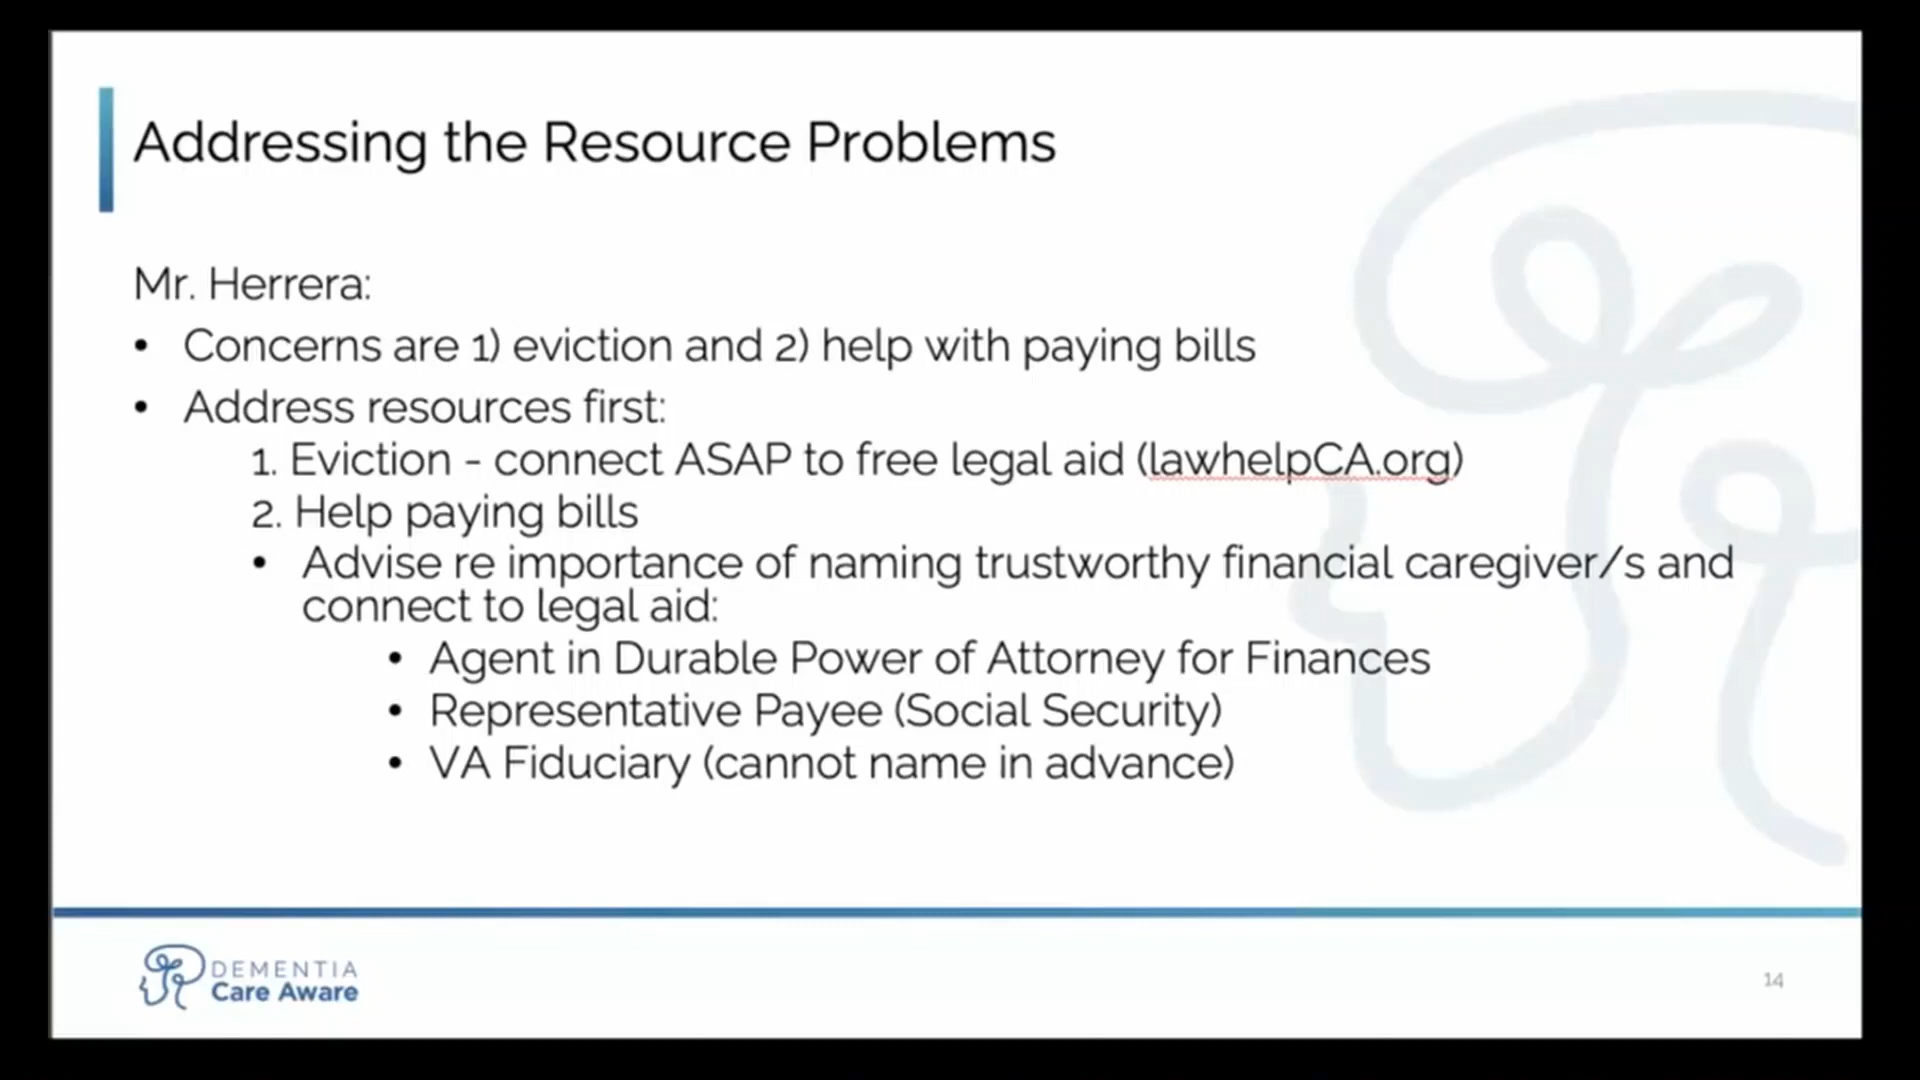 Addressing the Resource Problems
Mr. Herrera:
• Concerns are 1) eviction and 2) help with paying bills
• Address resources first:
1. Eviction - connect ASAP to free legal aid (lawhelpCA.org)
2. Help paying bills
• Advise re importance of naming trustworthy financial caregiver/s and
connect to legal aid:
• Agent in Durable Power of Attorney for Finances
• Representative Payee (Social Security)
• VA Fiduciary (cannot name in advance)
DEMENTIA
Care Aware
14